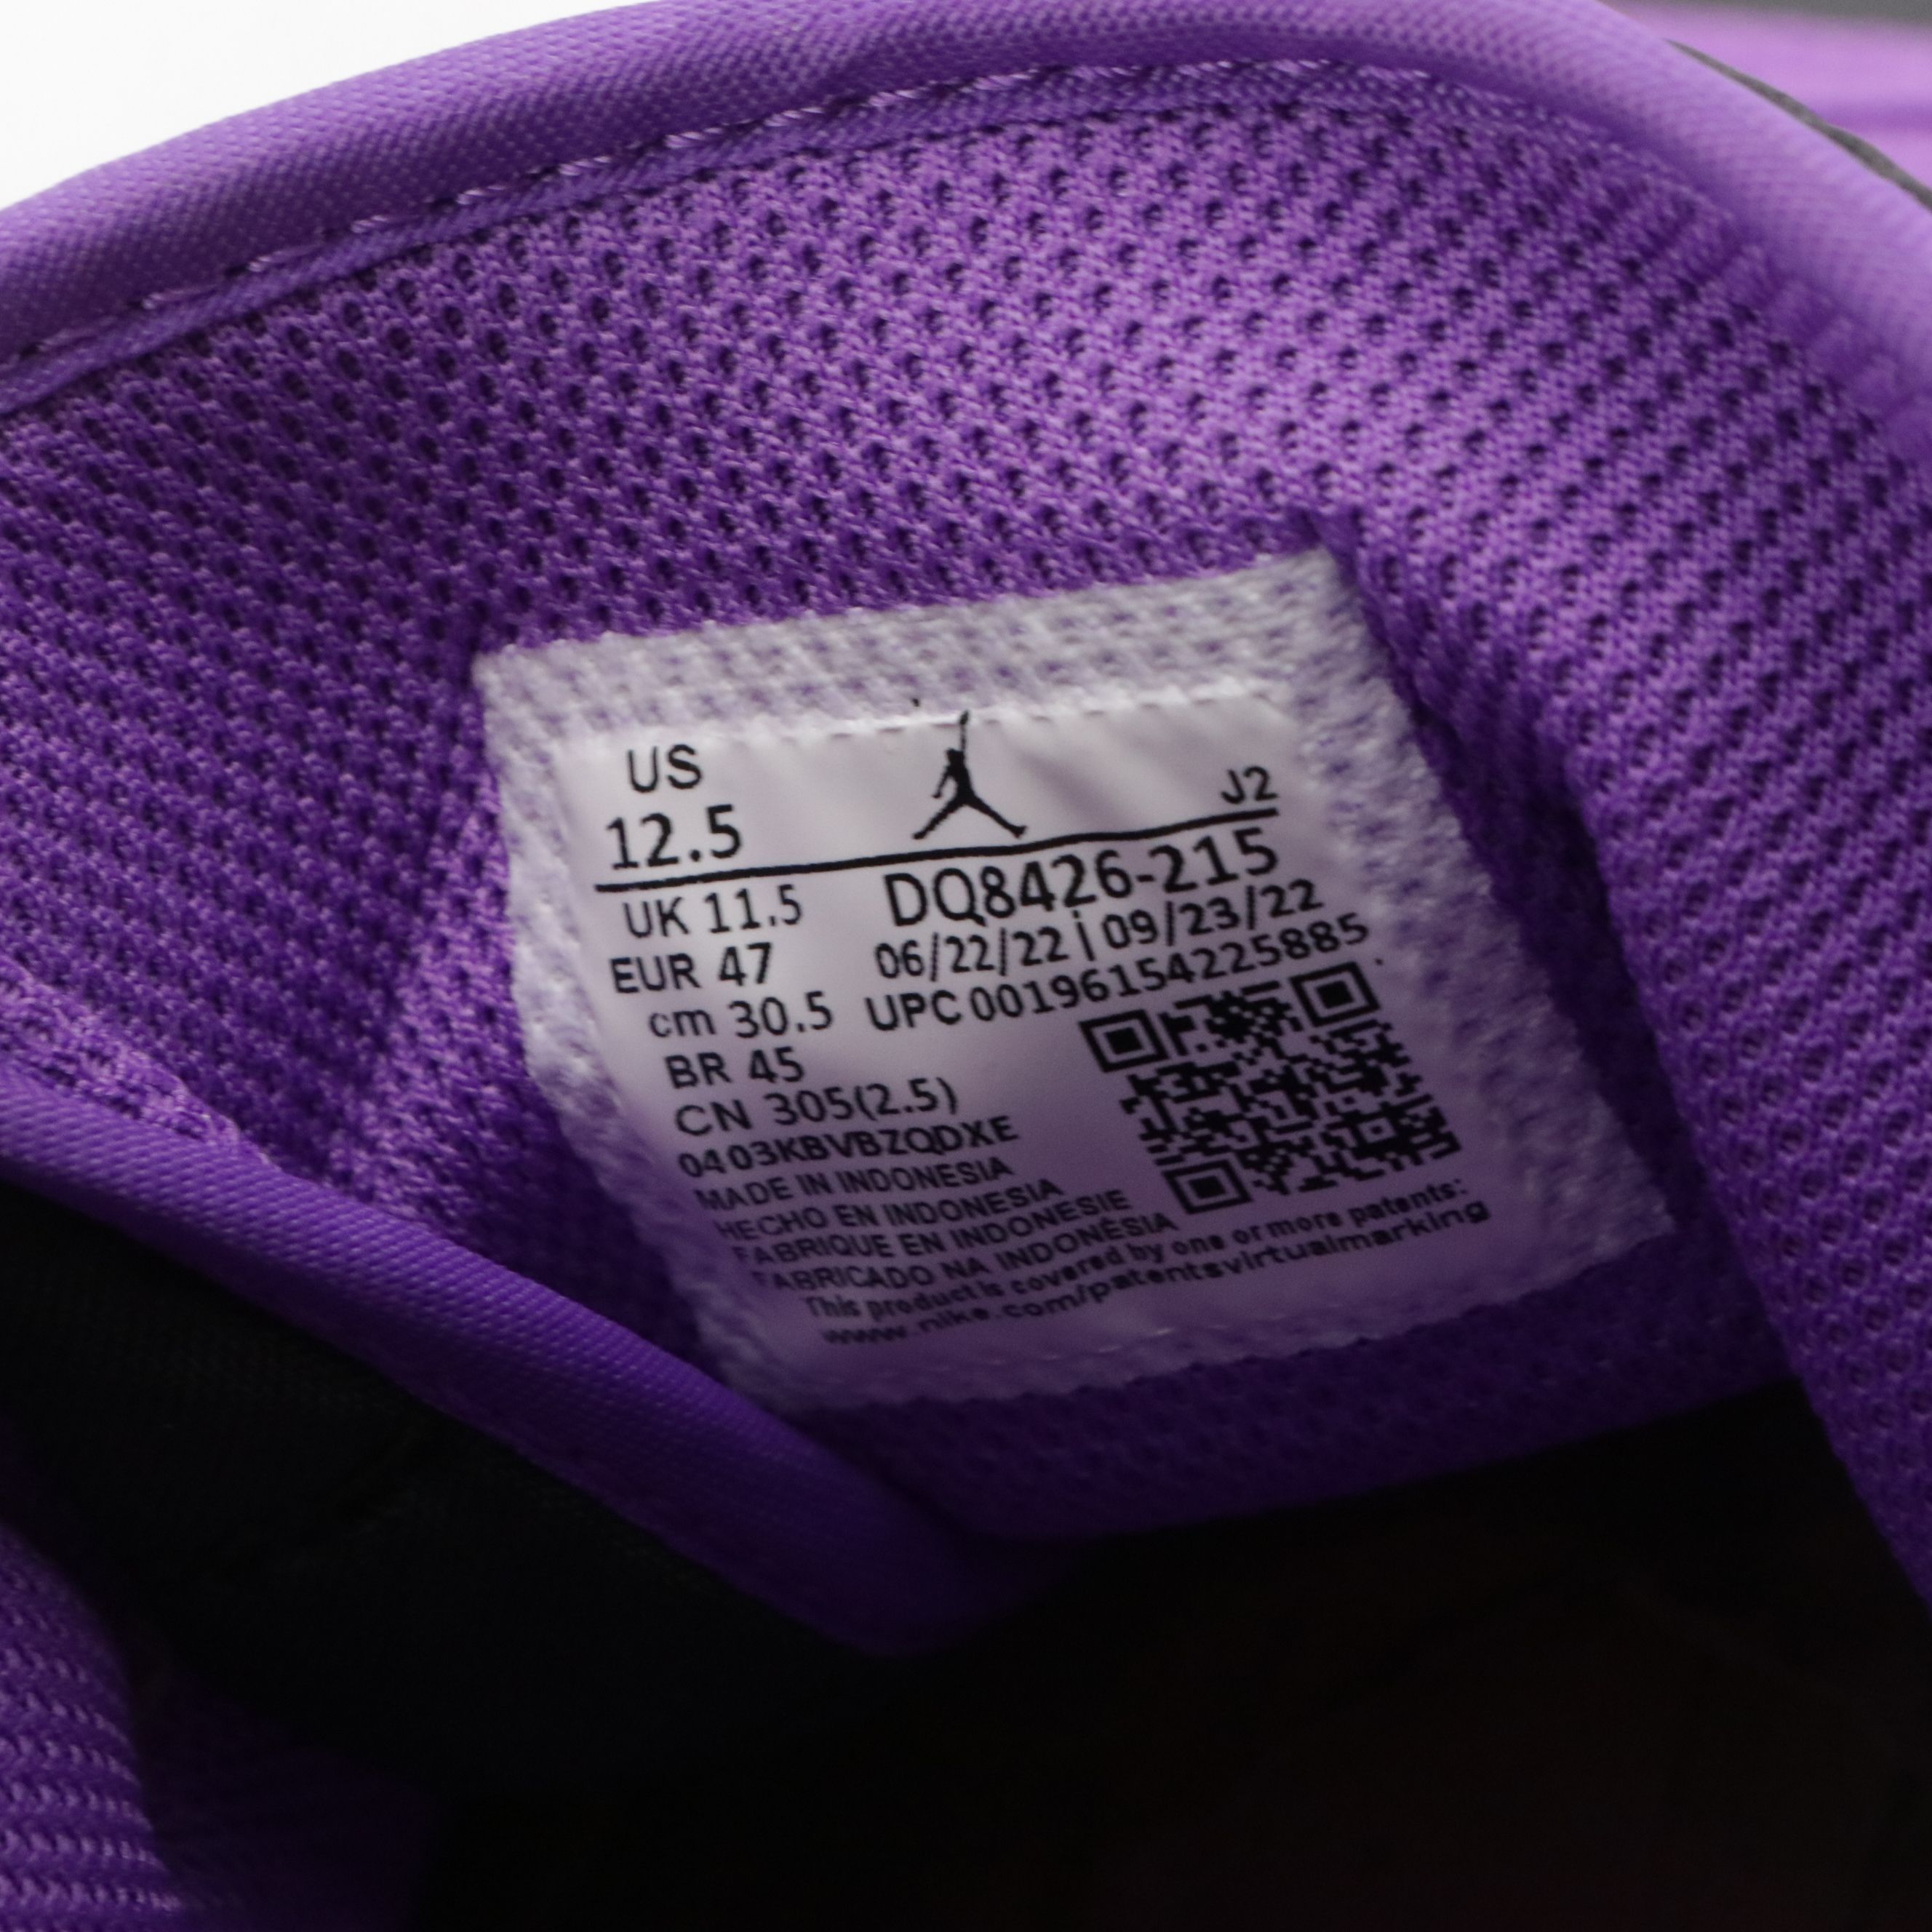 US
12.5
J2
UK 11.5
DQ8426-215
EUR 47
06/22/22 | 09/23/22
cm 30.5
UPC 00196154225885
BR 45
CN 305(2.5)
0403KBVBZQDXE
MADE IN INDONESIA
HECHO EN INDONESIA
FABRIQUE EN INDONESIE
FABRICADO NA INDONÉSIA
This product is covered by one or more patents:
www.nike.com/patentsvirtualmarking